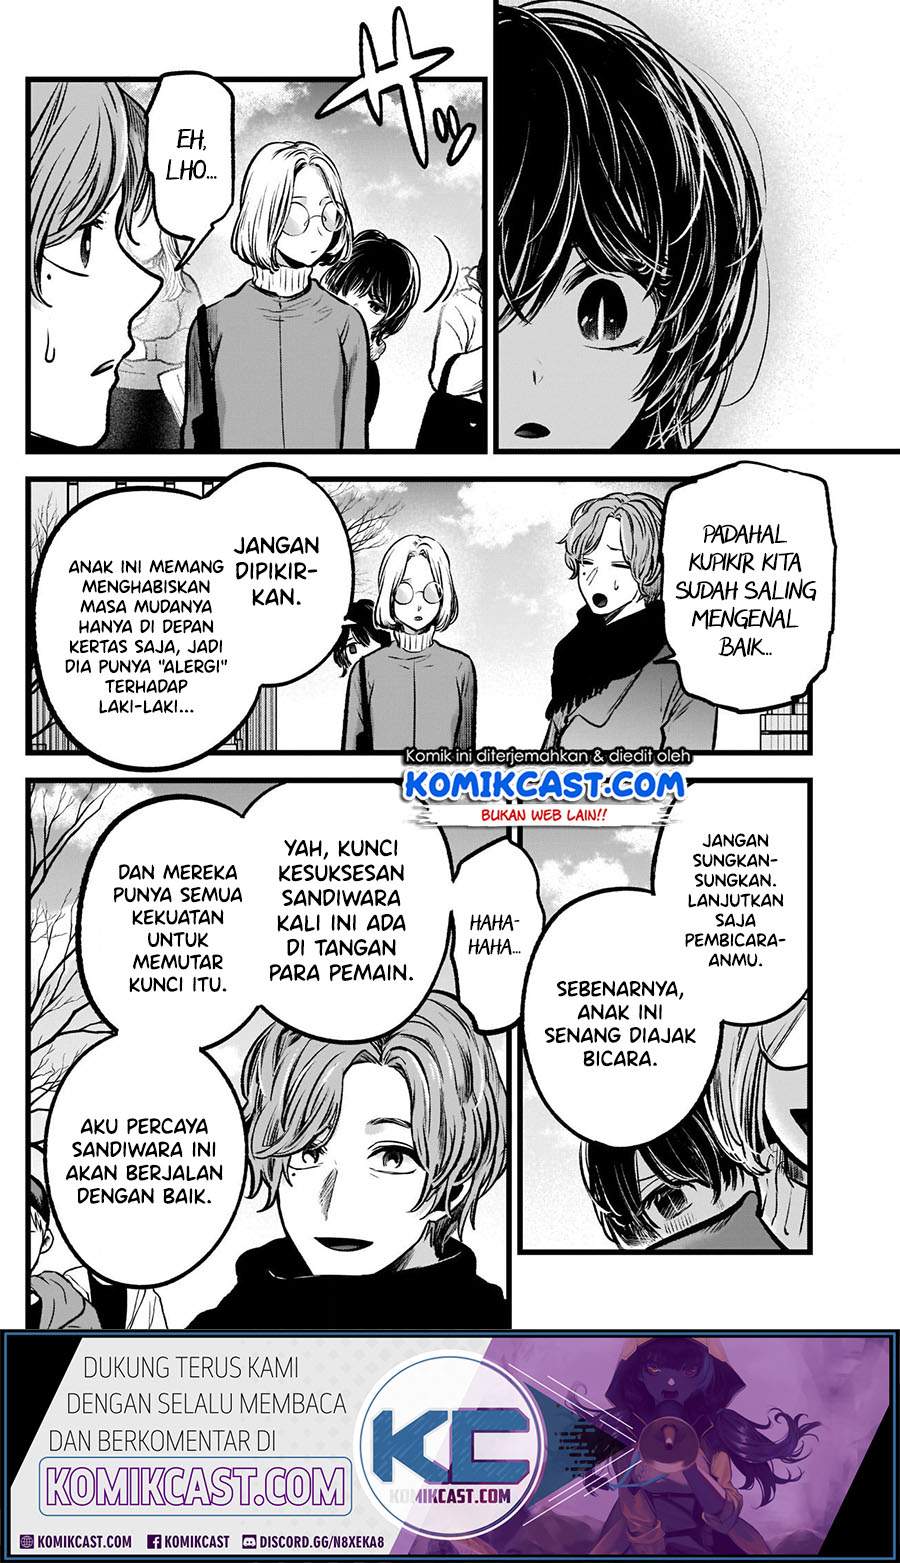 ササッ
EH,
LHO...
PADAHAL
KUPIKIR KITA
SUDAH SALING
MENGENAL
BAIK...
JANGAN
DIPIKIR-
KAN.
ANAK INI MEMANG
MENGHABISKAN
MASA MUDANYA
HANYA DI DEPAN
KERTAS SAJA, JADI
DIA PUNYA "ALERGI"
TERHADAP
LAKI-LAKI...
Komik ini diterjemahkan & diedit oleh
KOMIKCAST.COM
BUKAN WEB LAIN!!
JANGAN
SUNGKAN-
SUNGKAN.
LANJUTKAN
SAJA
PEMBICARA-
ANMU.
SEBENARNYA,
ANAK INI
SENANG DIAJAK
BICARA.
HAHA-
HAHA...
YAH, KUNCI
KESUKSESAN
SANDIWARA
KALI INI ADA
DI TANGAN
PARA PEMAIN.
DAN MEREKA
PUNYA SEMUA
KEKUATAN
UNTUK
MEMUTAR
KUNCI ITU.
AKU PERCAYA
SANDIWARA INI
AKAN BERJALAN
DENGAN BAIK.
DUKUNG TERUS KAMI
DENGAN SELALU MEMBACA
DAN BERKOMENTAR DI
KOMIKCAST.COM
KOMIKCAST.COM KOMIKCAST DISCORD.GG/N8XEKA8
KC
KOMIKCAST.COM